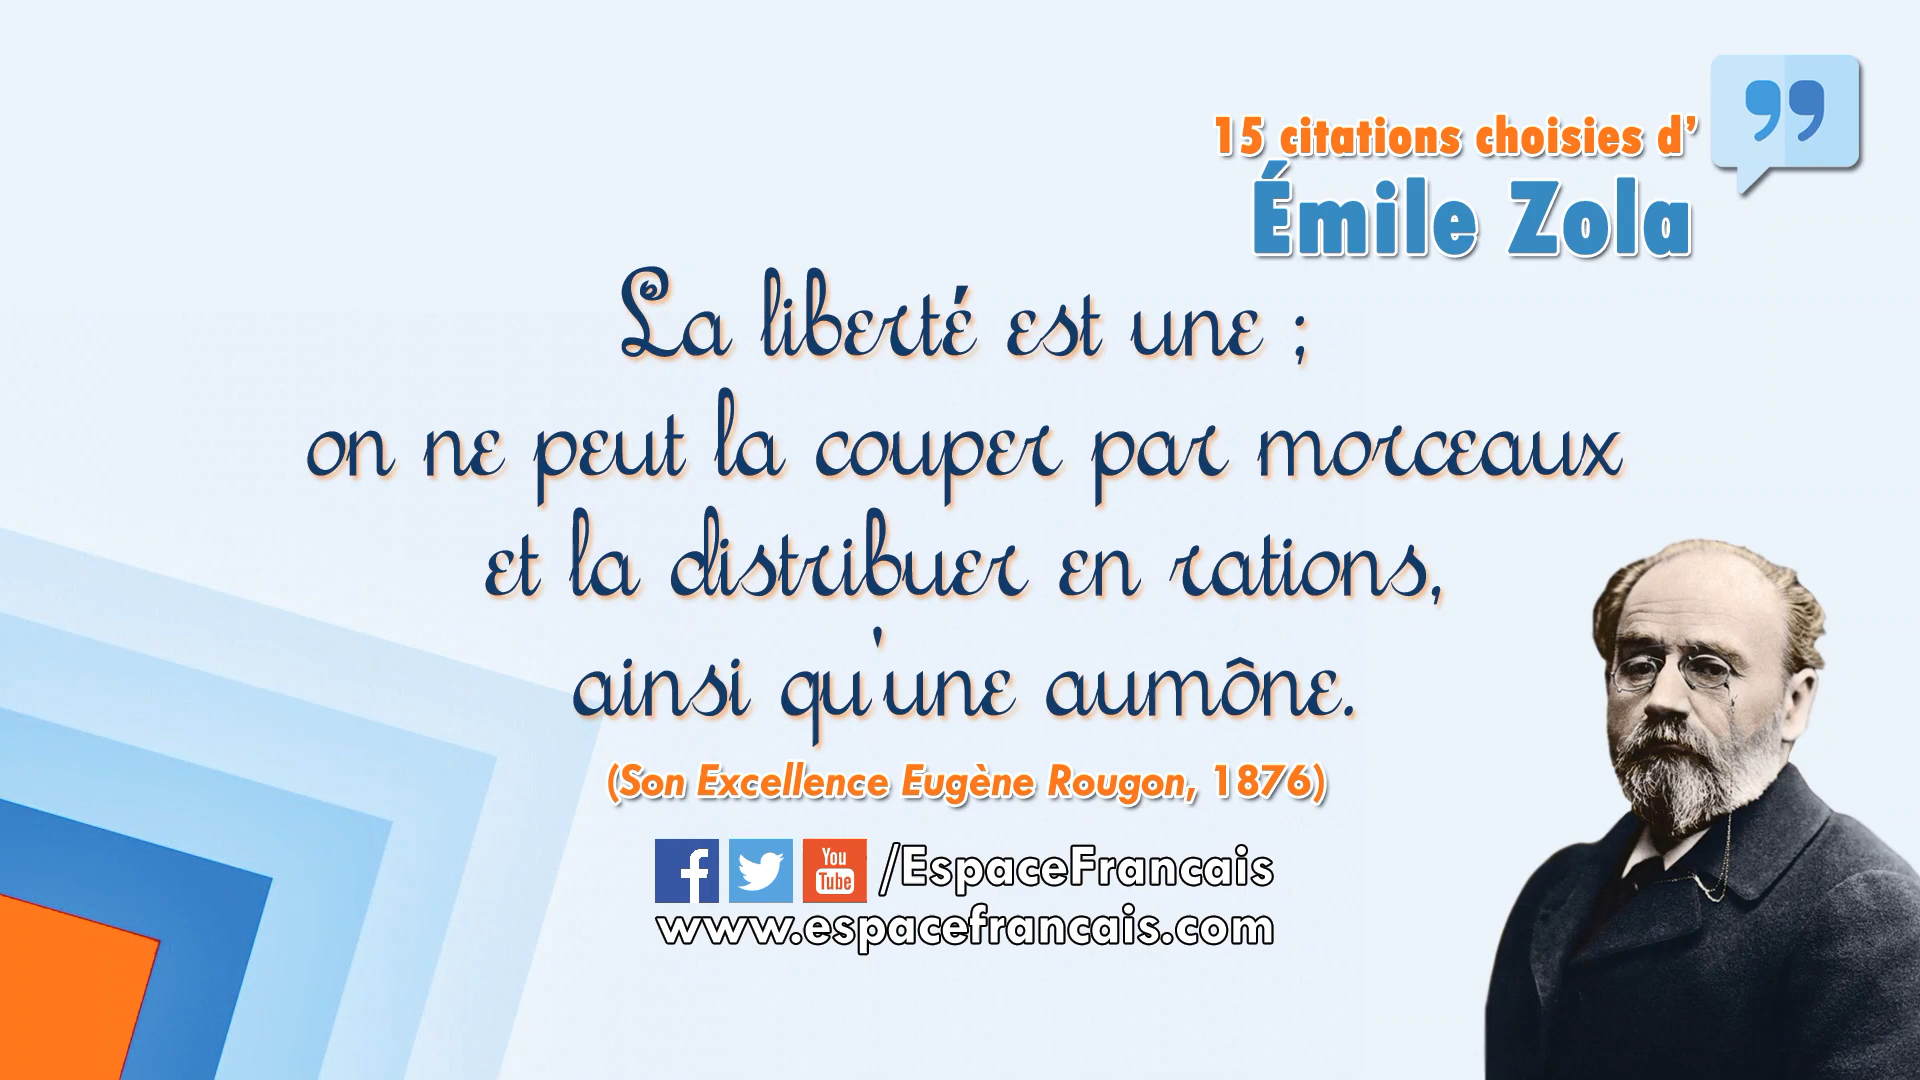 15 citations choisies d’
Émile Zola
La liberté est une ;
on ne peut la couper par morceaux
et la distribuer en rations,
ainsi qu'une aumône.
(Son Excellence Eugène Rougon, 1876)
f You Tube /EspaceFrancais
www.espacefrancais.com